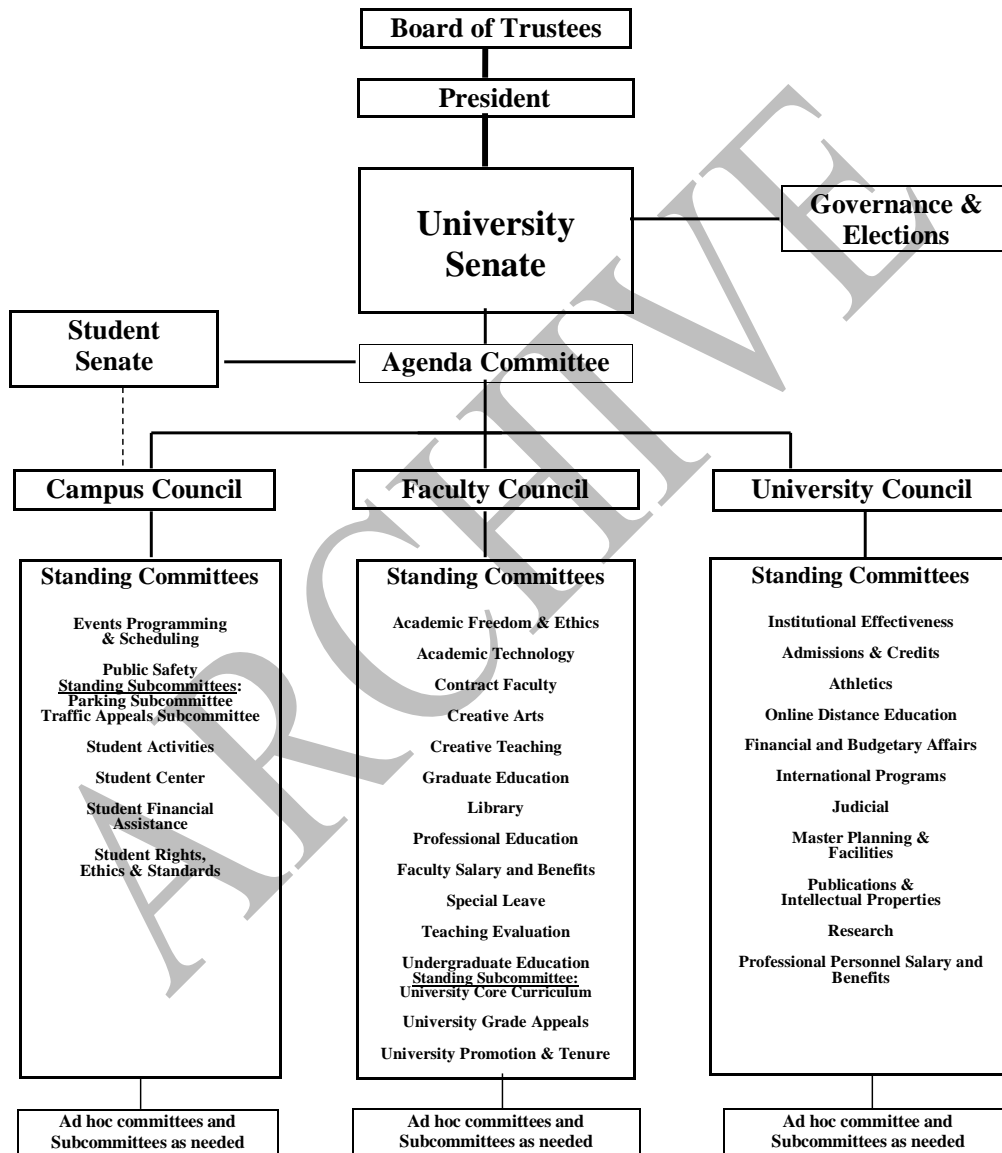 Board of Trustees
President
University
Senate
Governance &
Elections
Student
Senate
Agenda Committee
Campus Council
Faculty Council
University Council
Standing Committees
Events Programming
& Scheduling
Public Safety
Standing Subcommittees:
Parking Subcommittee
Traffic Appeals Subcommittee
Student Activities
Student Center
Student Financial
Assistance
Student Rights,
Ethics & Standards
Standing Committees
Academic Freedom & Ethics
Academic Technology
Contract Faculty
Creative Arts
Creative Teaching
Graduate Education
Library
Professional Education
Faculty Salary and Benefits
Special Leave
Teaching Evaluation
Undergraduate Education
Standing Subcommittee:
University Core Curriculum
University Grade Appeals
University Promotion & Tenure
Standing Committees
Institutional Effectiveness
Admissions & Credits
Athletics
Online Distance Education
Financial and Budgetary Affairs
International Programs
Judicial
Master Planning &
Facilities
Publications &
Intellectual Properties
Research
Professional Personnel Salary and
Benefits
Ad hoc committees and
Subcommittees as needed
Ad hoc committees and
Subcommittees as needed
Ad hoc committee and
Subcommittees as needed
ARCHIVE